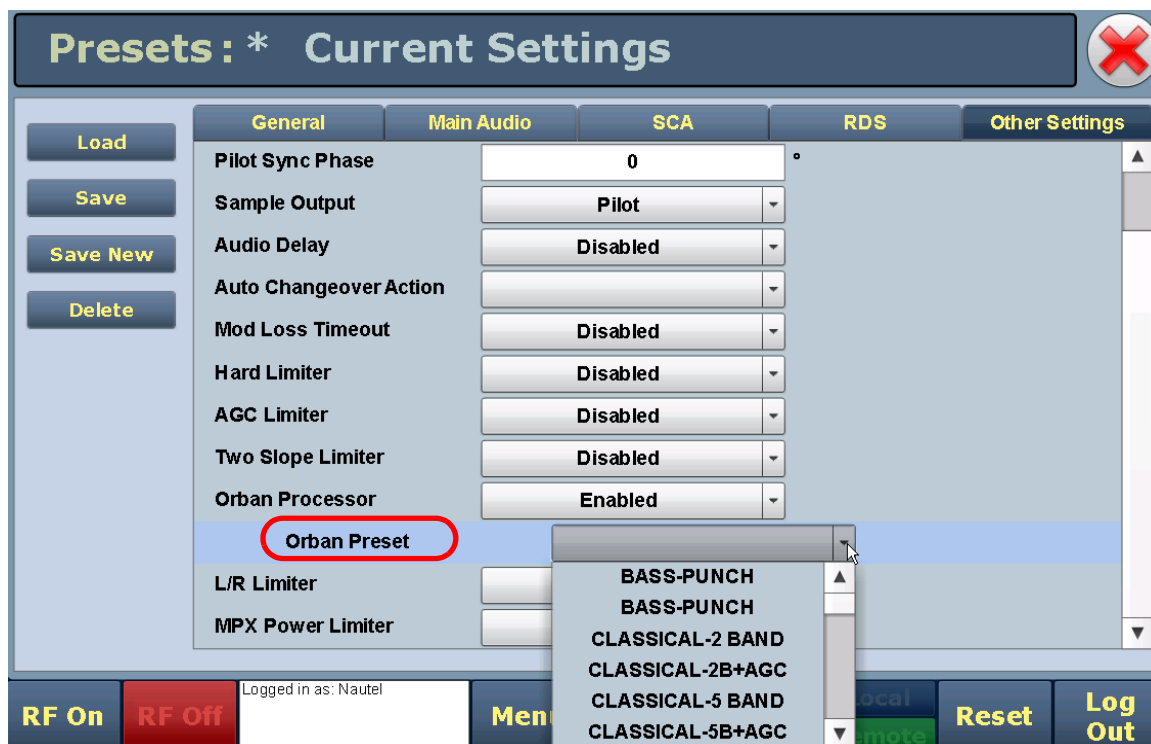 Presets: * Current Settings
Load
Save
Save New
Delete
General Main Audio SCA RDS Other Settings
Pilot Sync Phase 0 °
Sample Output Pilot
Audio Delay Disabled
Auto Changeover Action
Mod Loss Timeout Disabled
Hard Limiter Disabled
AGC Limiter Disabled
Two Slope Limiter Disabled
Orban Processor Enabled
Orban Preset
L/R Limiter
MPX Power Limiter
BASS-PUNCH
BASS-PUNCH
CLASSICAL-2 BAND
CLASSICAL-2B+AGC
CLASSICAL-5 BAND
CLASSICAL-5B+AGC
RF On
RF Off
Logged in as: Nautel
Men
ocal
emote
Reset
Log
Out